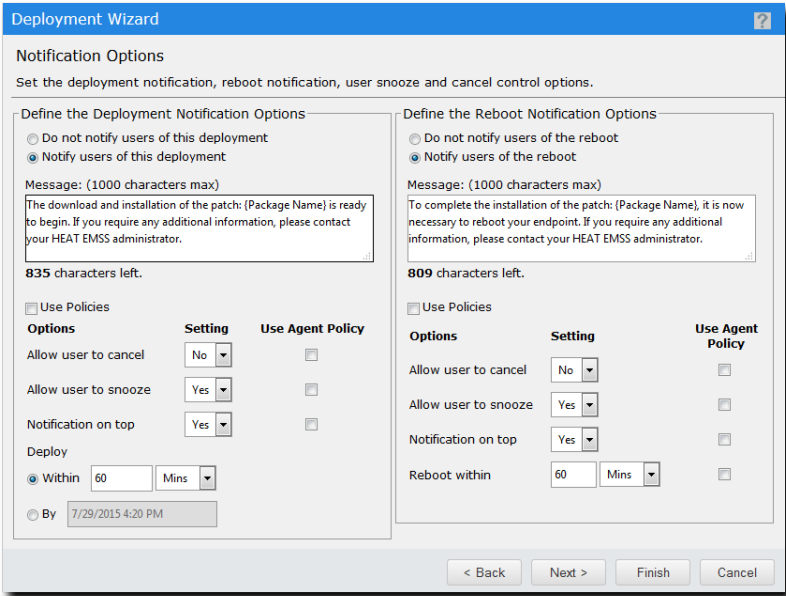 Deployment Wizard
?
Notification Options
Set the deployment notification, reboot notification, user snooze and cancel control options.
Define the Deployment Notification Options
Do not notify users of this deployment
Notify users of this deployment
Message: (1000 characters max)
The download and installation of the patch: {Package Name} is ready
to begin. If you require any additional information, please contact
your HEAT EMSS administrator.
835 characters left.
Use Policies
Options Setting Use Agent Policy
Allow user to cancel No
Allow user to snooze Yes
Notification on top Yes
Deploy
Within 60 Mins
By 7/29/2015 4:20 PM
Define the Reboot Notification Options
Do not notify users of the reboot
Notify users of the reboot
Message: (1000 characters max)
To complete the installation of the patch: {Package Name}, it is now
necessary to reboot your endpoint. If you require any additional
information, please contact your HEAT EMSS administrator.
809 characters left.
Use Policies
Options Setting Use Agent
Policy
Allow user to cancel No
Allow user to snooze Yes
Notification on top Yes
Reboot within 60 Mins
< Back Next > Finish Cancel